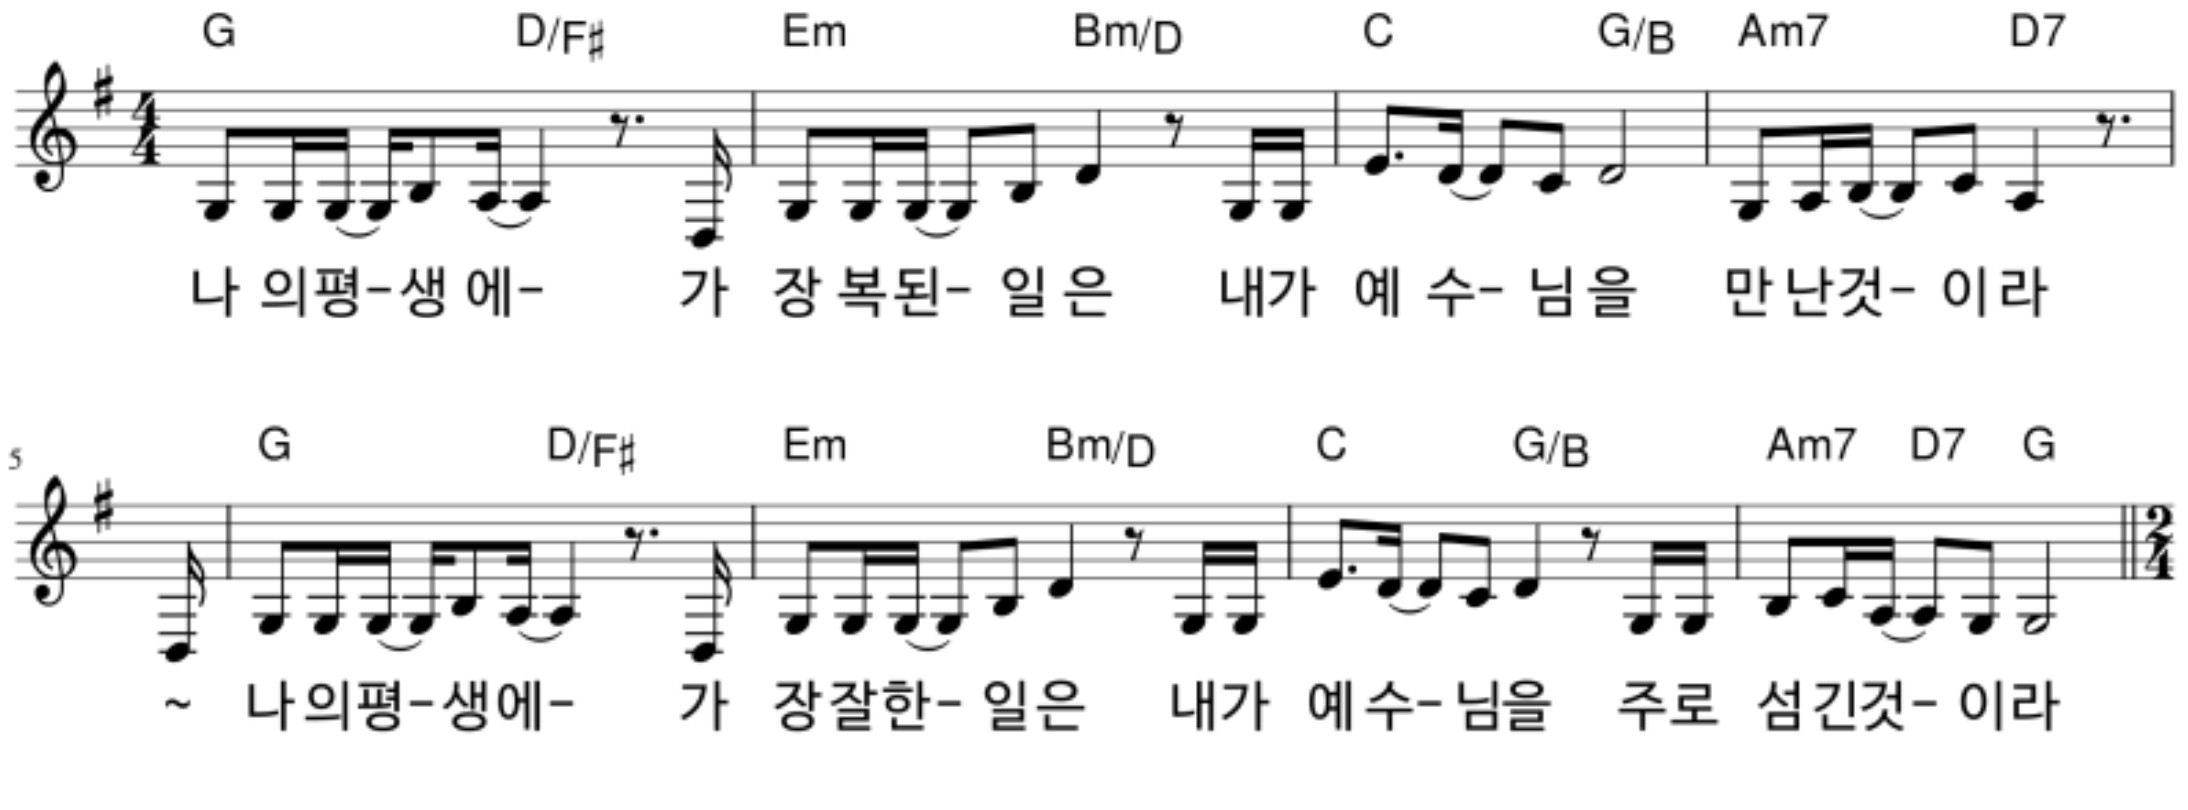 G D/F♯ Em Bm/D C G/B Am7 D7
4
4
나 의평-생 에- 가 장 복된- 일 은 내가 예 수- 님을 만난것- 이라
G D/F♯ Em Bm/D C G/B Am7 D7 G
5
2
4
~ 나의평-생에- 가 장잘한- 일은 내가 예수- 님을 주로 섬긴것- 이라